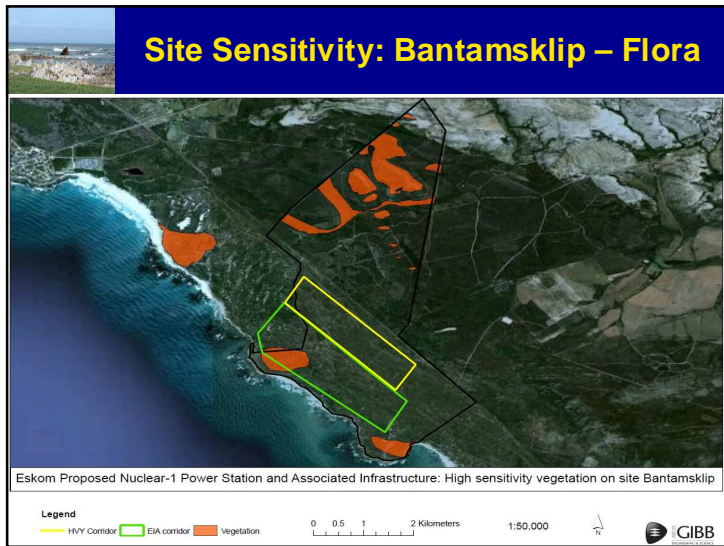 Site Sensitivity: Bantamsklip – Flora
Eskom Proposed Nuclear-1 Power Station and Associated Infrastructure: High sensitivity vegetation on site Bantamsklip
Legend
HVY Corridor EIA corridor Vegetation
0 0.5 1 2 Kilometers
1:50,000
N
GIBB